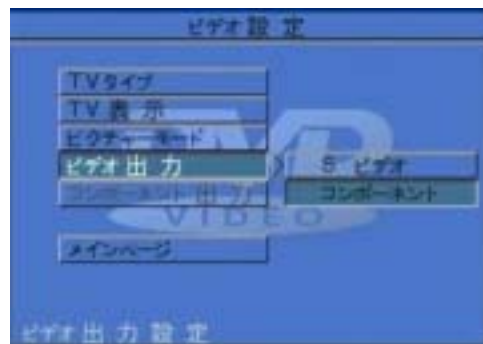 ビデオ設定
TVタイプ
TV表示
ピクチャーモード
ビデオ出力
S-ビデオ
コンポーネント出力
コンポーネント
VIDEO
メインページ
ビデオ出力設定